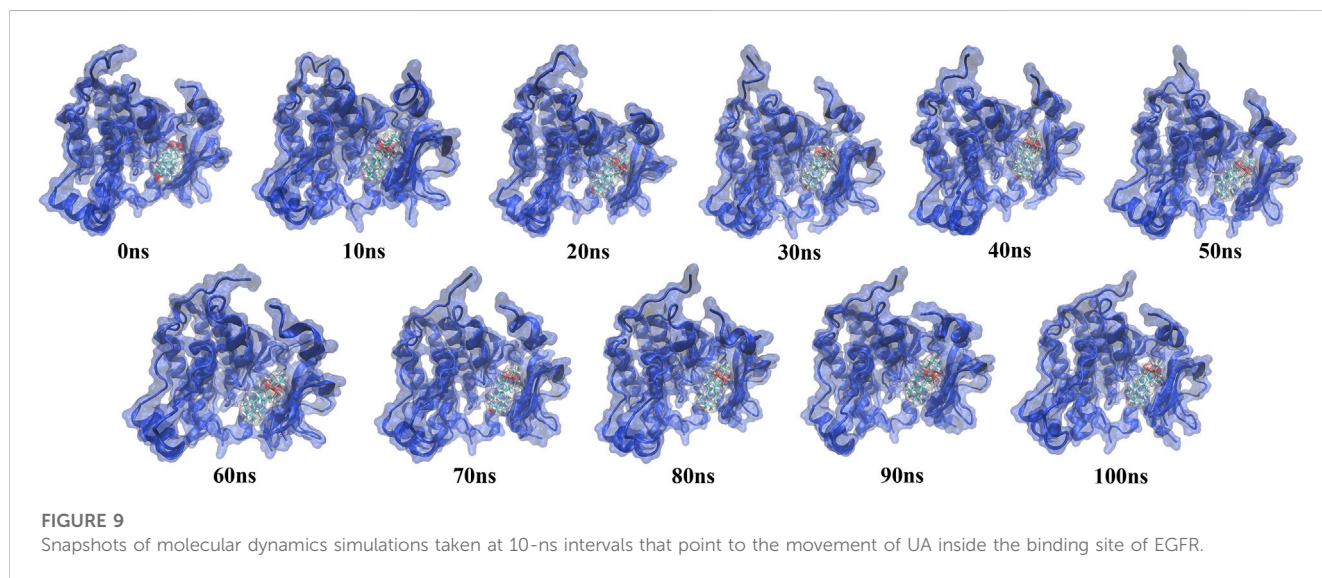 0ns 10ns 20ns 30ns 40ns 50ns
60ns 70ns 80ns 90ns 100ns
FIGURE 9
Snapshots of molecular dynamics simulations taken at 10-ns intervals that point to the movement of UA inside the binding site of EGFR.